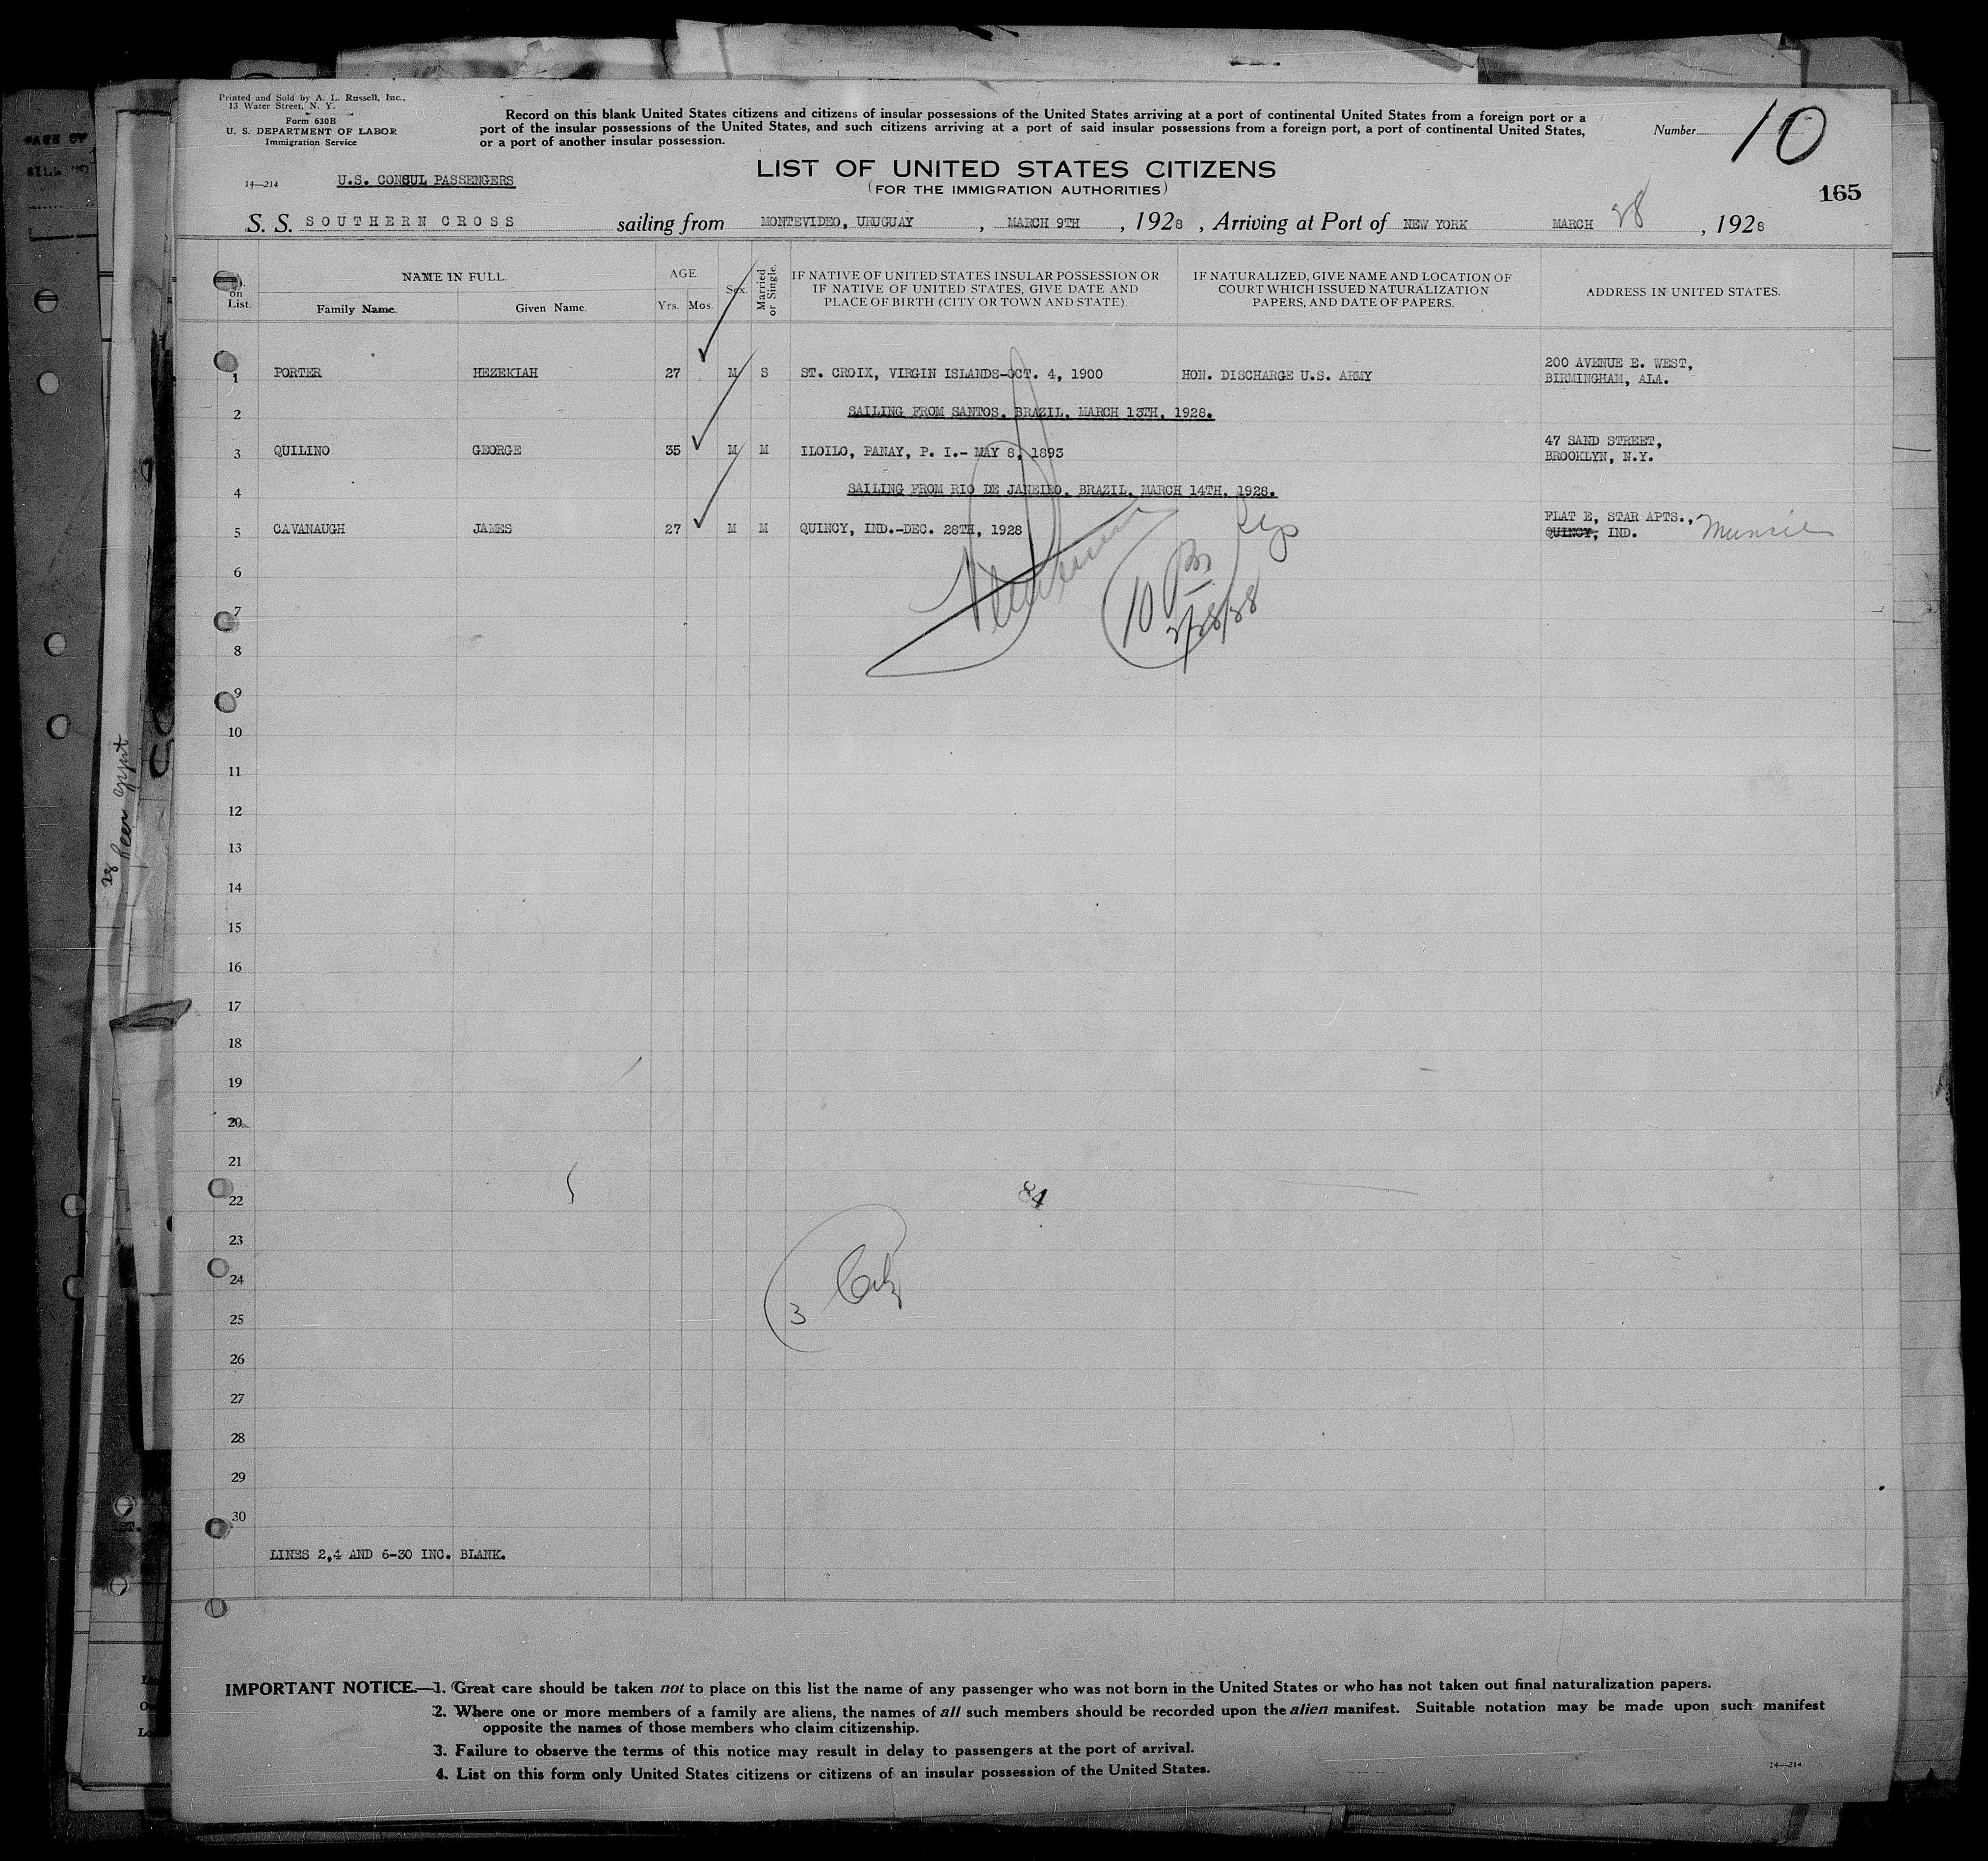 Printed and Sold by A. L. Russell, Inc.,
13 Water Street, N. Y.
Form 630B
U. S. DEPARTMENT OF LABOR
Immigration Service
14—214
Record on this blank United States citizens and citizens of insular possessions of the United States arriving at a port of continental United States from a foreign port or a
port of the insular possessions of the United States, and such citizens arriving at a port of said insular possessions from a foreign port, a port of continental United States,
or a port of another insular possession.
Number 10
LIST OF UNITED STATES CITIZENS
(FOR THE IMMIGRATION AUTHORITIES)
U.S. CONSUL PASSENGERS
165
S. S. SOUTHERN CROSS sailing from MONTEVIDEO, URUGUAY, MARCH 9TH, 1928, Arriving at Port of NEW YORK MARCH 28, 1928
on
List.
NAME IN FULL.
Family Name.
Given Name.
AGE.
Yrs.
Mos.
Sex.
Married
or Single.
IF NATIVE OF UNITED STATES INSULAR POSSESSION OR
IF NATIVE OF UNITED STATES, GIVE DATE AND
PLACE OF BIRTH (CITY OR TOWN AND STATE).
IF NATURALIZED, GIVE NAME AND LOCATION OF
COURT WHICH ISSUED NATURALIZATION
PAPERS, AND DATE OF PAPERS.
ADDRESS IN UNITED STATES.
1 PORTER HEZEKIAH 27 M S ST. CROIX, VIRGIN ISLANDS-OCT. 4, 1900 HON. DISCHARGE U.S. ARMY 200 AVENUE E. WEST,
BIRMINGHAM, ALA.
2 SAILING FROM SANTOS, BRAZIL, MARCH 13TH, 1928.
3 QUILINO GEORGE 35 M M ILOILO, PANAY, P. I.- MAY 8, 1893 47 SAND STREET,
BROOKLYN, N.Y.
4 SAILING FROM RIO DE JANEIRO, BRAZIL, MARCH 14TH, 1928.
5 CAVANAUGH JAMES 27 M M QUINCY, IND.-DEC. 28TH, 1928 FLAT E, STAR APTS.,
QUINCY, IND. Muncie
10
3/28/28
6
7
8
9
10
11
12
13
14
15
16
17
18
19
20
21
22
84
23
24
3
25
26
27
28
29
30
LINES 2,4 AND 6-30 INC. BLANK.
IMPORTANT NOTICE.—1. Great care should be taken not to place on this list the name of any passenger who was not born in the United States or who has not taken out final naturalization papers.
2. Where one or more members of a family are aliens, the names of all such members should be recorded upon the alien manifest. Suitable notation may be made upon such manifest
opposite the names of those members who claim citizenship.
3. Failure to observe the terms of this notice may result in delay to passengers at the port of arrival.
4. List on this form only United States citizens or citizens of an insular possession of the United States.
14—214